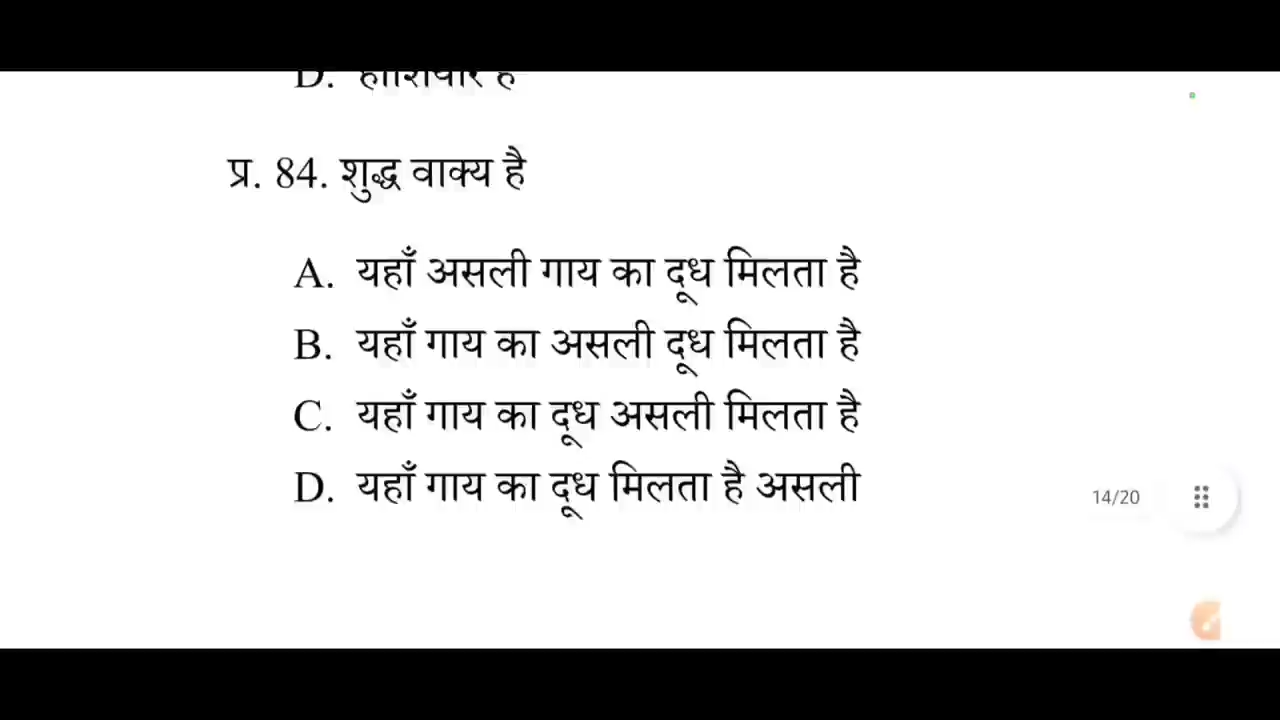 D. होशियार है
प्र. 84. शुद्ध वाक्य है
A. यहाँ असली गाय का दूध मिलता है
B. यहाँ गाय का असली दूध मिलता है
C. यहाँ गाय का दूध असली मिलता है
D. यहाँ गाय का दूध मिलता है असली
14/20